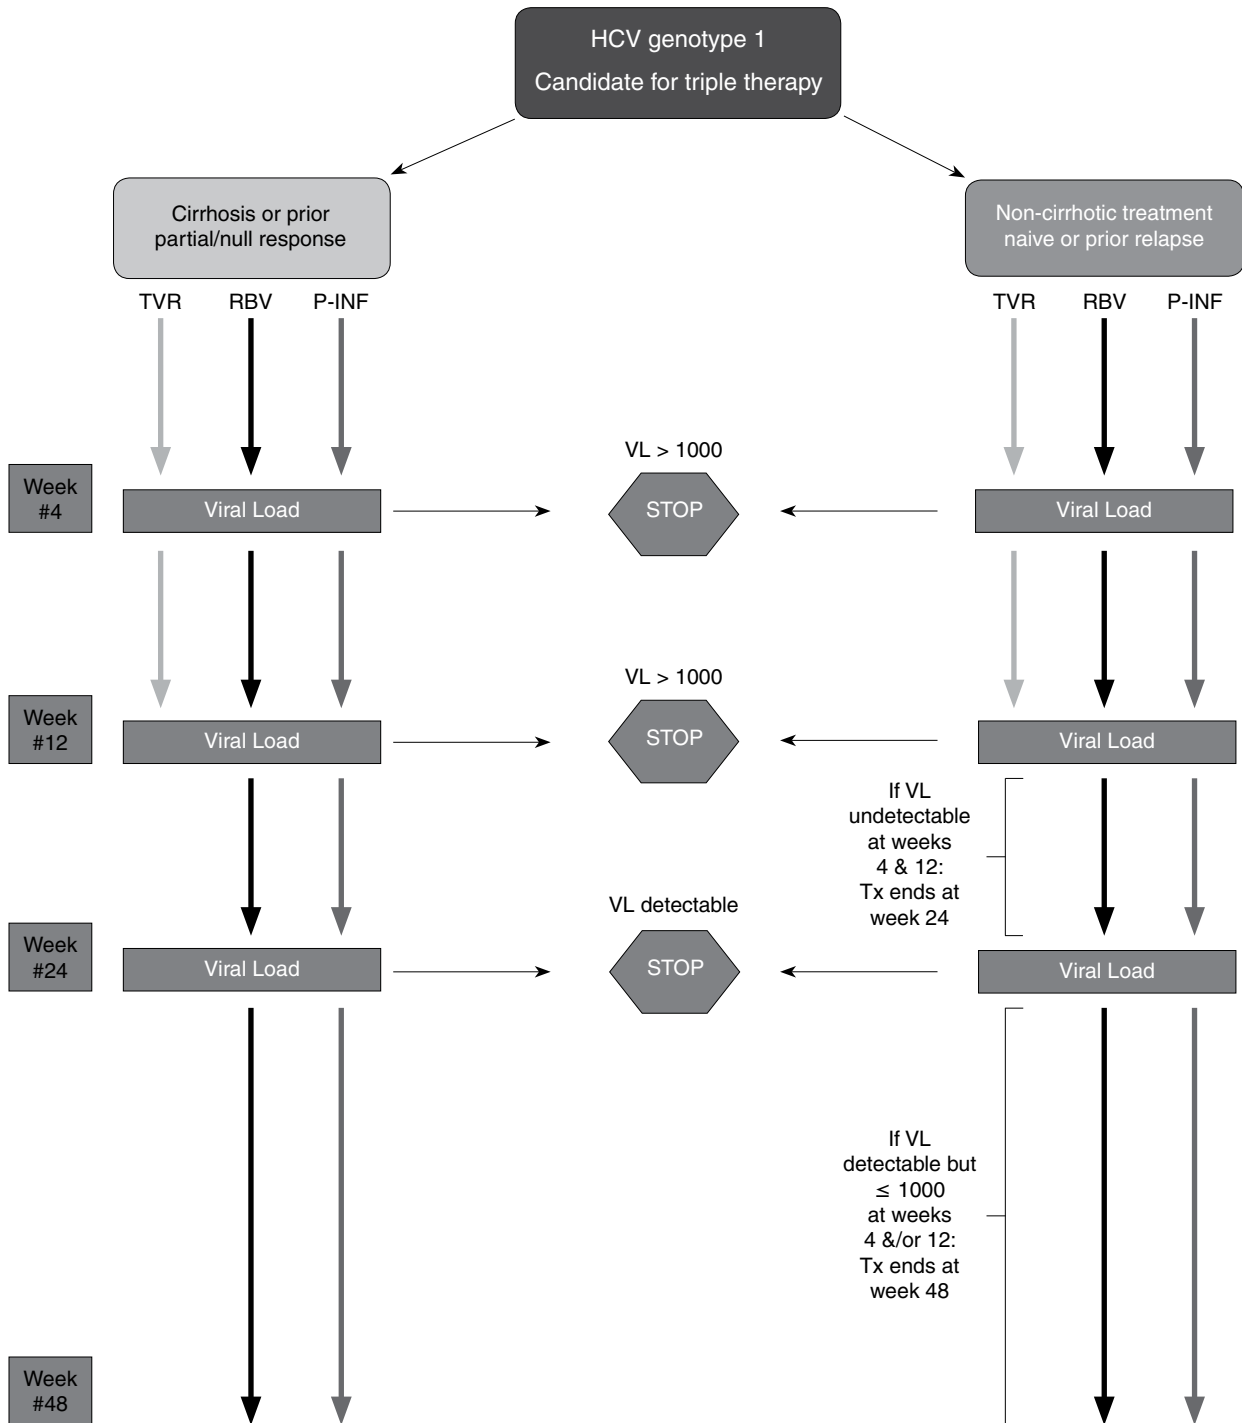 HCV genotype 1
Candidate for triple therapy
Cirrhosis or prior
partial/null response
Non-cirrhotic treatment
naive or prior relapse
TVR RBV P-INF
TVR RBV P-INF
Week
#4
Viral Load
VL > 1000
STOP
Viral Load
Week
#12
Viral Load
VL > 1000
STOP
Viral Load
If VL
undetectable
at weeks
4 & 12:
Tx ends at
week 24
Week
#24
Viral Load
VL detectable
STOP
Viral Load
If VL
detectable but
≤ 1000
at weeks
4 &/or 12:
Tx ends at
week 48
Week
#48